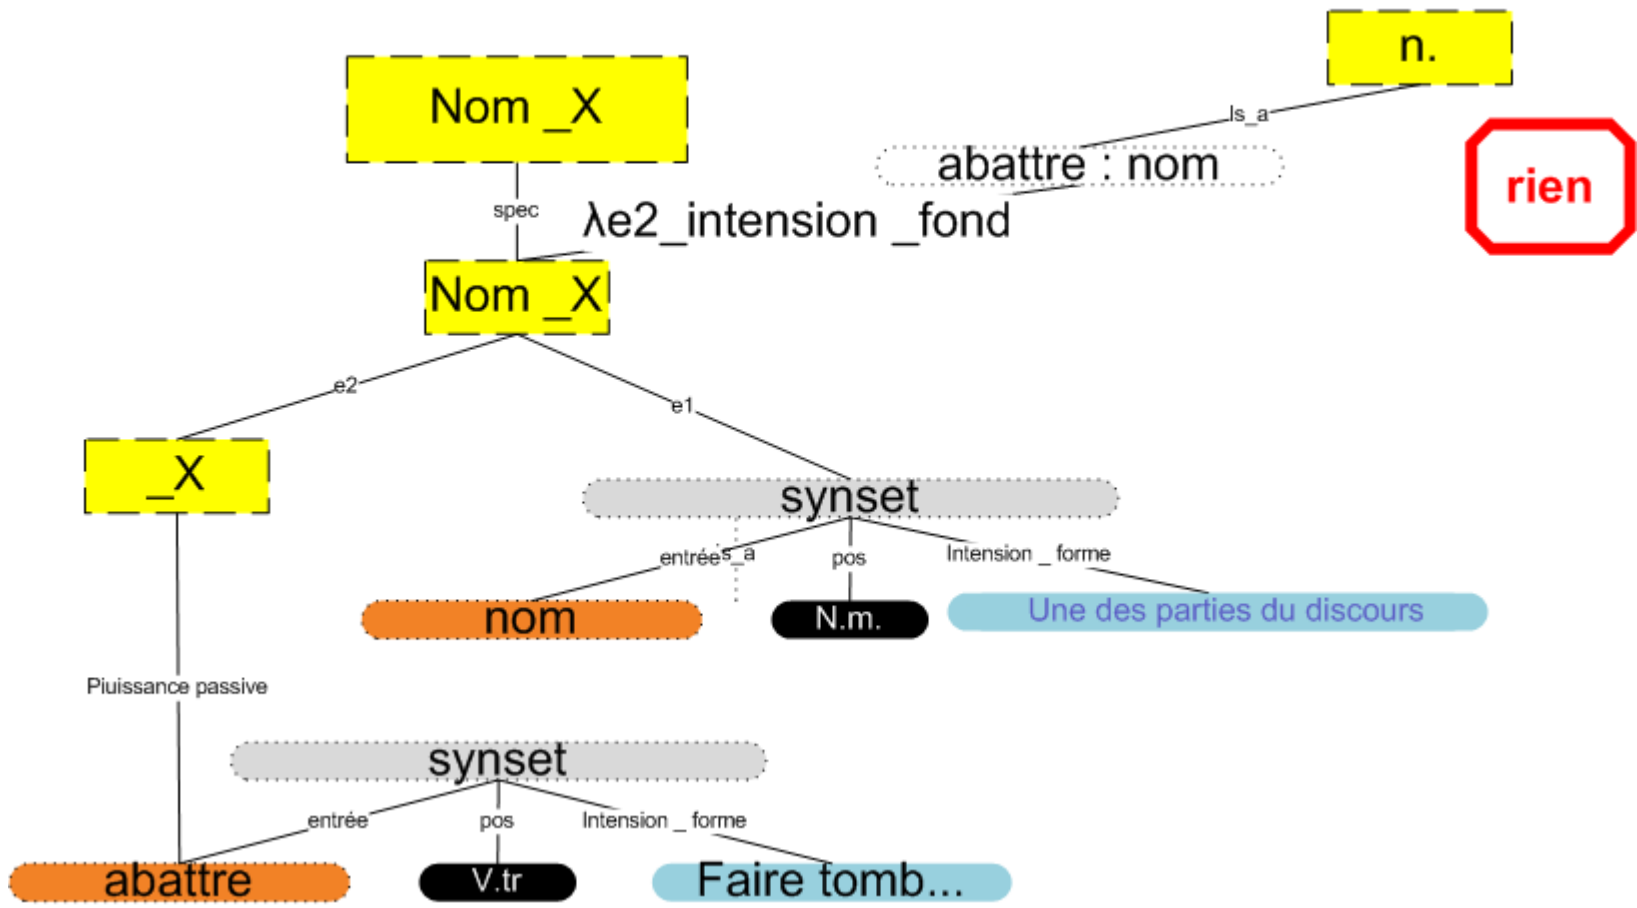 n.
Nom _X
Is_a
abattre : nom
rien
spec
λe2_intension _fond
Nom _X
e2
e1
_X
synset
entrée
s_a
pos
Intension _ forme
nom
N.m.
Une des parties du discours
Piuissance passive
synset
entrée
pos
Intension _ forme
abattre
V.tr
Faire tomb...